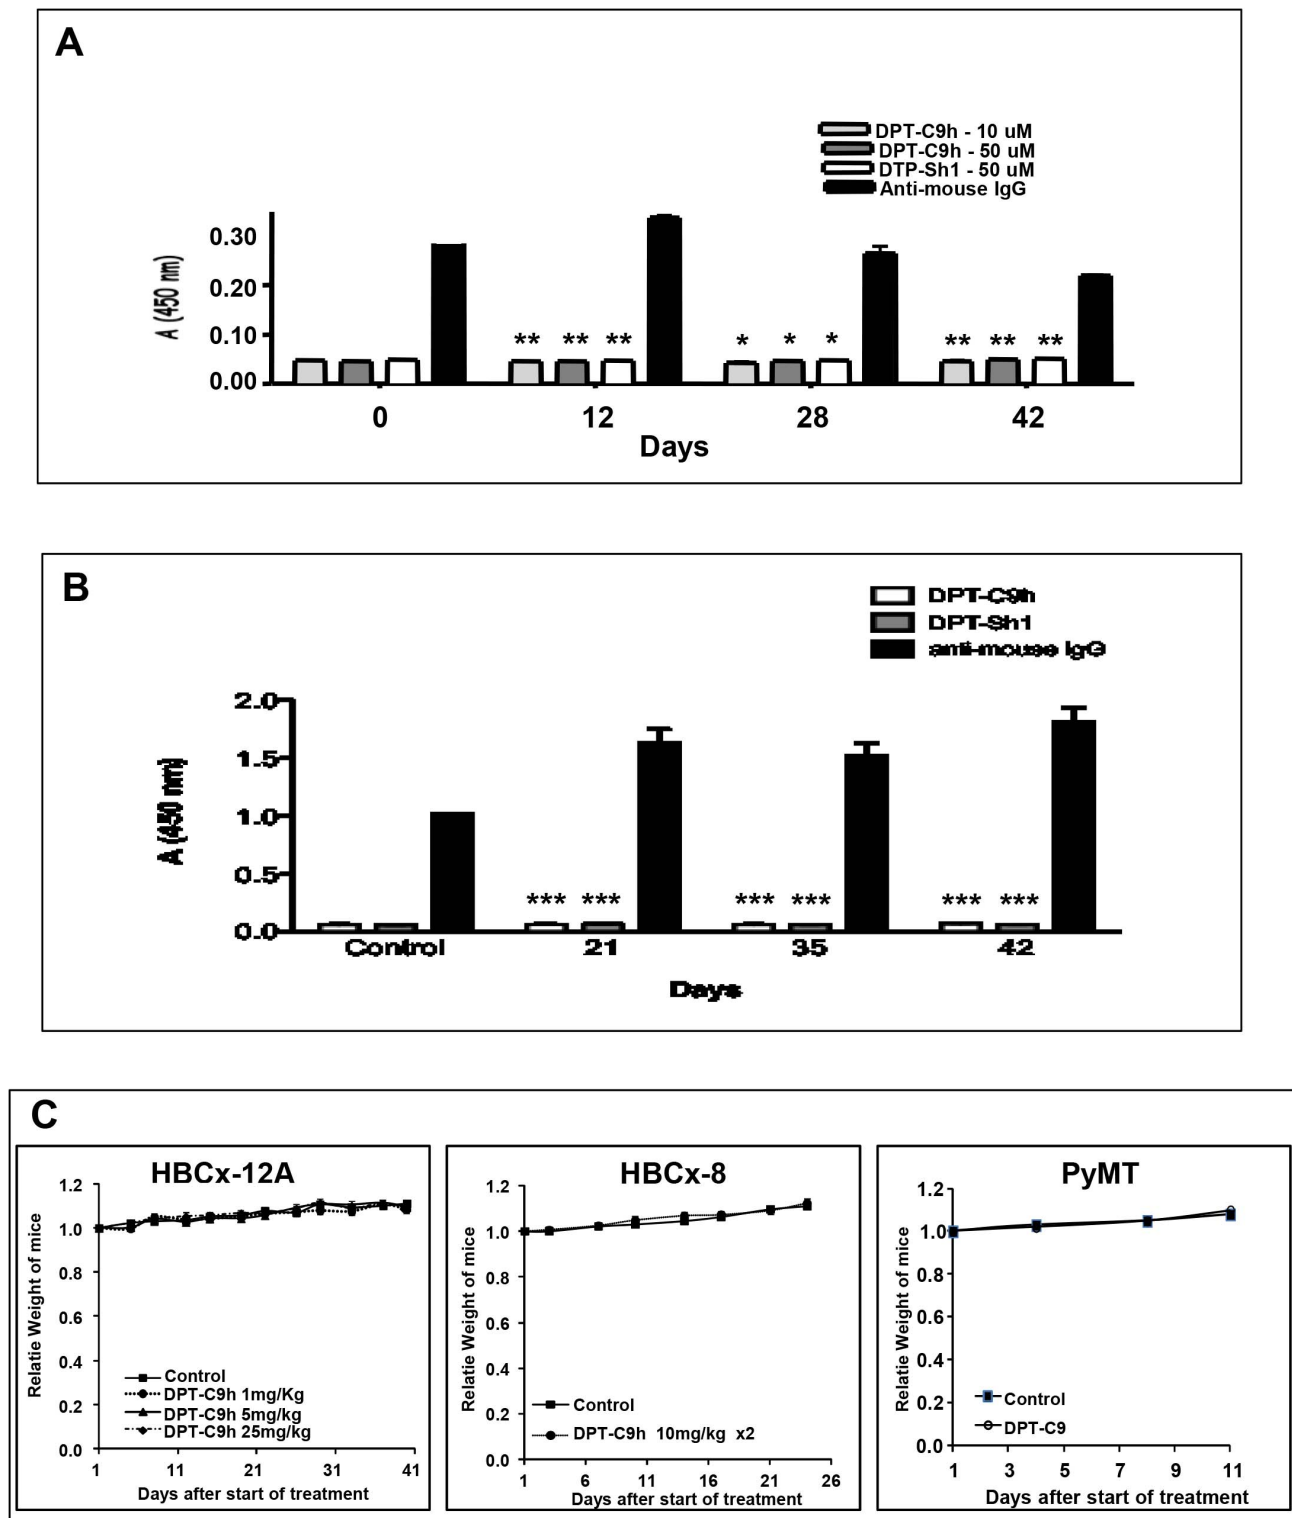 A
DPT-C9h - 10 uM
DPT-C9h - 50 uM
DTP-Sh1 - 50 uM
Anti-mouse IgG
A (450 nm)
0.30
0.20
0.10
0.00
** ** ** * * * ** ** **
0 12 28 42
Days
B
DPT-C9h
DPT-Sh1
anti-mouse IgG
A (450 nm)
2.0
1.5
1.0
0.5
0.0
*** *** *** *** *** ***
Control 21 35 42
Days
C
HBCx-12A
Relatie Weight of mice
1.2
1.0
0.8
0.6
0.4
0.2
0.0
Control
DPT-C9h 1mg/Kg
DPT-C9h 5mg/kg
DPT-C9h 25mg/kg
1 11 21 31 41
Days after start of treatment
HBCx-8
Relatie Weight of mice
1.2
1.0
0.8
0.6
0.4
0.2
0.0
Control
DPT-C9h 10mg/kg x2
1 6 11 16 21 26
Days after start of treatment
PyMT
Relatie Weight of mice
1.2
1.0
0.8
0.6
0.4
0.2
0.0
Control
DPT-C9
1 3 5 7 9 11
Days after start of treatment